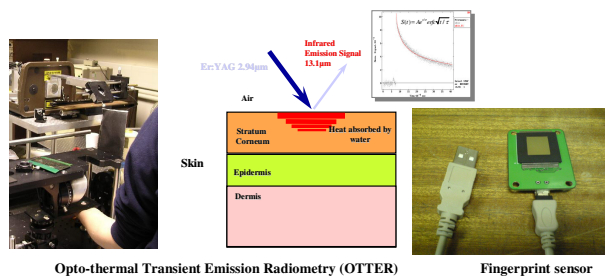 Infrared
Emission Signal
13.1μm
Er:YAG 2.94μm
Air
Stratum
Corneum
Heat absorbed by
water
Skin
Epidermis
Dermis
Opto-thermal Transient Emission Radiometry (OTTER)
Fingerprint sensor